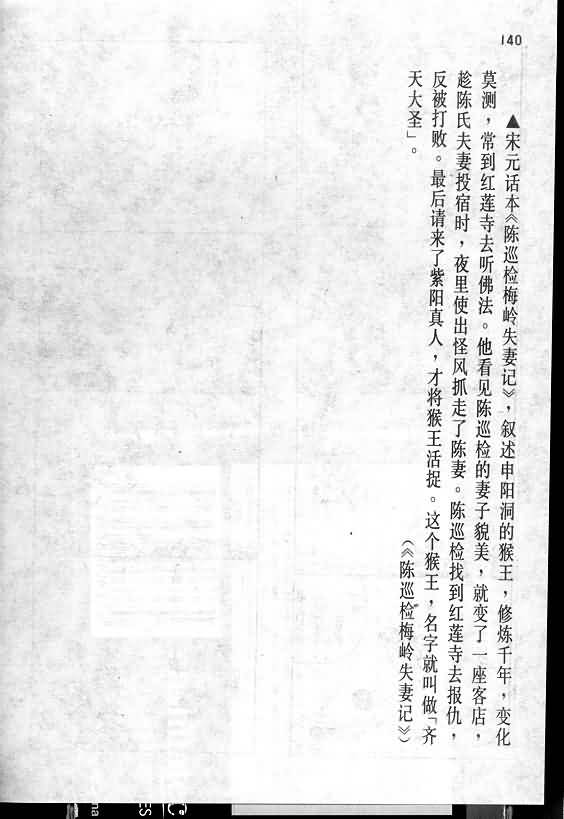 140
▲宋元话本《陈巡检梅岭失妻记》，叙述申阳洞的猴王，修炼千年，变化
莫测，常到红莲寺去听佛法。他看见陈巡检的妻子貌美，就变了一座客店，
趁陈氏夫妻投宿时，夜里使出怪风抓走了陈妻。陈巡检找到红莲寺去报仇，
反被打败。最后请来了紫阳真人，才将猴王活捉。这个猴王，名字就叫做「齐
天大圣」。
（《陈巡检梅岭失妻记》）